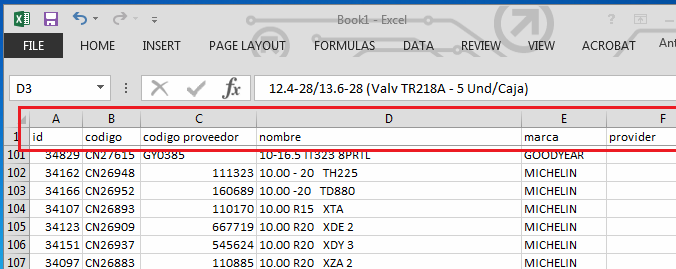 Book1 - Excel
FILE HOME INSERT PAGE LAYOUT FORMULAS DATA REVIEW VIEW ACROBAT Ant
D3 fx 12.4-28/13.6-28 (Valv TR218A - 5 Und/Caja)
A B C D E F
1 id codigo codigo proveedor nombre marca provider
101 34829 CN27615 GY0385 10-16.5 IT323 8PRTL GOODYEAR
102 34162 CN26948 111323 10.00 - 20 TH225 MICHELIN
103 34166 CN26952 160689 10.00 -20 TD880 MICHELIN
104 34107 CN26893 110170 10.00 R15 XTA MICHELIN
105 34123 CN26909 667719 10.00 R20 XDE 2 MICHELIN
106 34151 CN26937 545624 10.00 R20 XDY 3 MICHELIN
107 34097 CN26883 110885 10.00 R20 XZA 2 MICHELIN